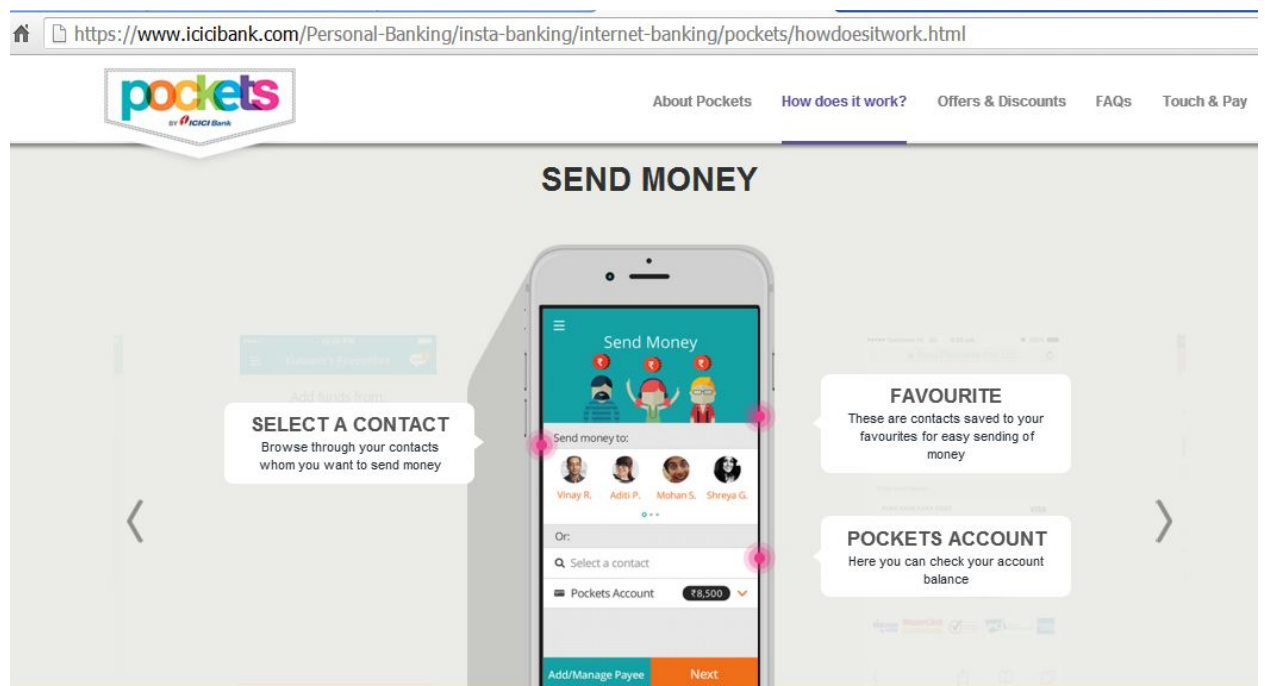 https://www.icicibank.com/Personal-Banking/insta-banking/internet-banking/pockets/howdoesitwork.html
pockets
BY ICICI Bank
About Pockets How does it work? Offers & Discounts FAQs Touch & Pay
SEND MONEY
Send Money
SELECT A CONTACT
Browse through your contacts
whom you want to send money
Add funds from:
Send money to:
Vinay R. Aditi P. Mohan S. Shreya G.
Or:
Select a contact
Pockets Account ₹8,500
Add/Manage Payee Next
FAVOURITE
These are contacts saved to your
favourites for easy sending of
money
POCKETS ACCOUNT
Here you can check your account
balance
VISA